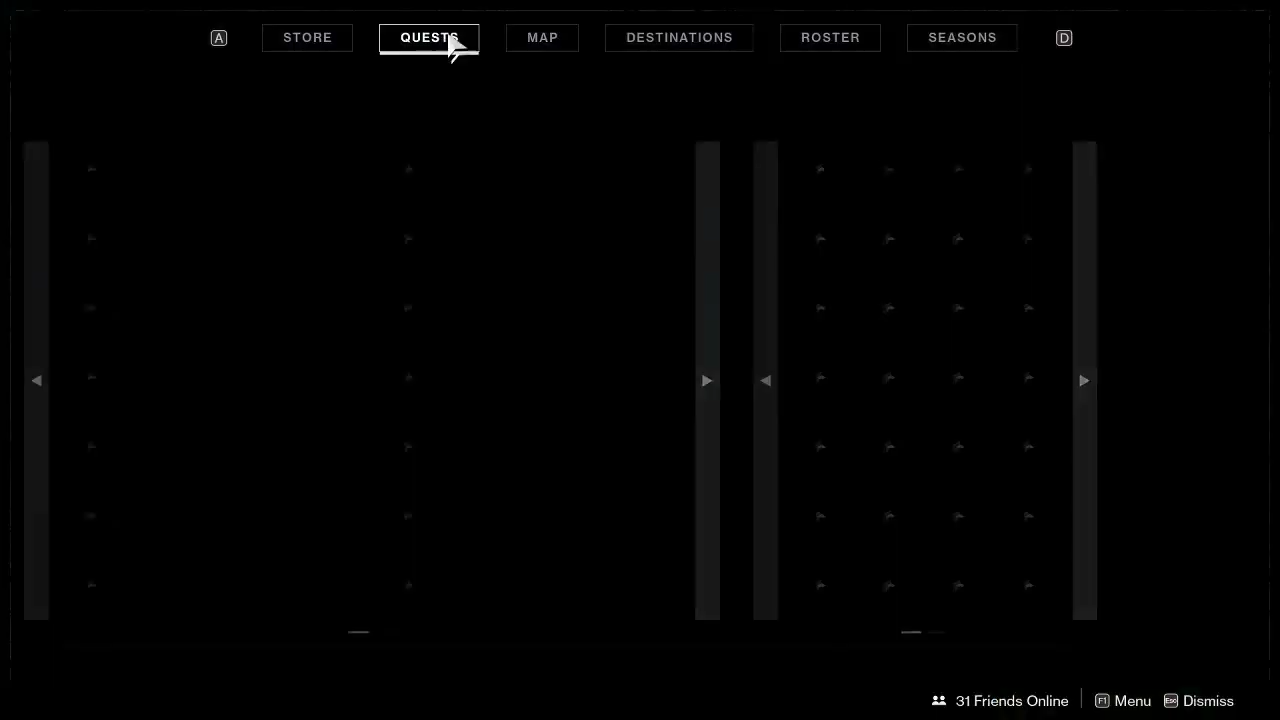 A STORE QUESTS MAP DESTINATIONS ROSTER SEASONS D
31 Friends Online F1 Menu Esc Dismiss